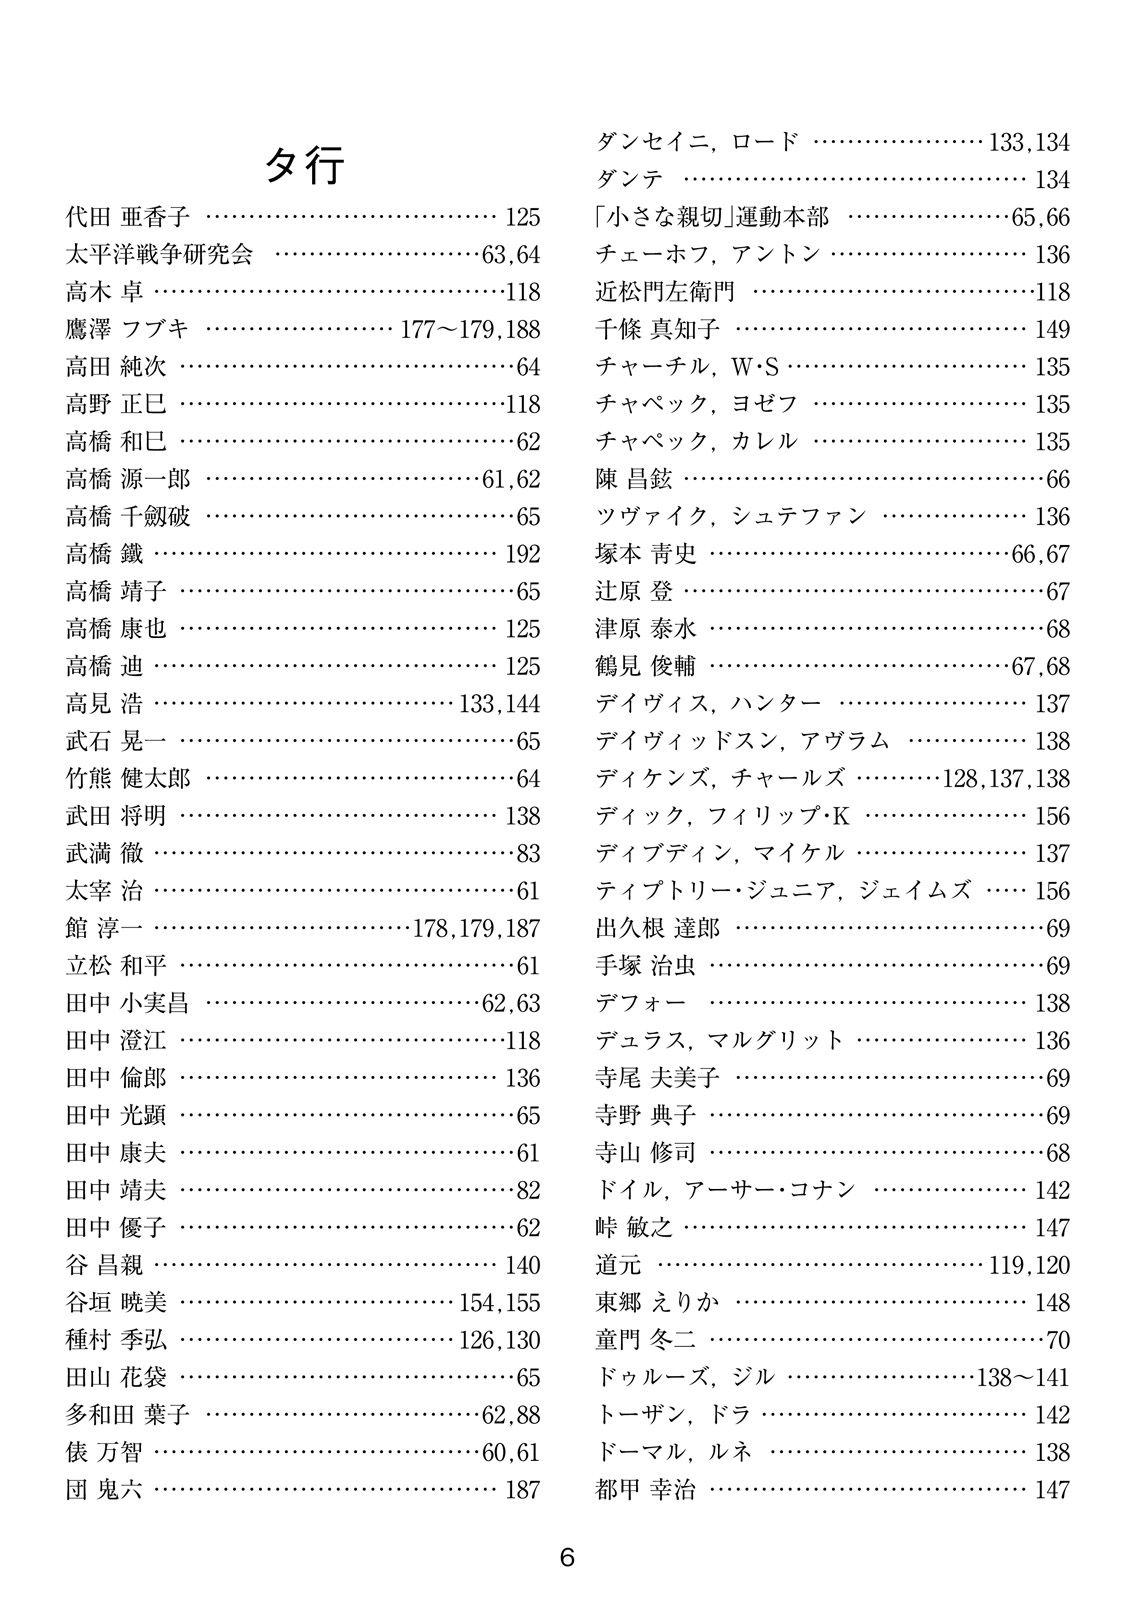 タ行
代田 亜香子 ………………………… 125
太平洋戦争研究会 …………………63,64
高木 卓 ………………………………118
鷹澤 フブキ ………………… 177〜179,188
高田 純次 ……………………………64
高野 正巳 ……………………………118
高橋 和巳 ……………………………62
高橋 源一郎 ………………………61,62
高橋 千劔破 …………………………65
高橋 鐵 ……………………………… 192
高橋 靖子 ……………………………65
高橋 康也 …………………………… 125
高橋 迪 ……………………………… 125
高見 浩 ………………………… 133,144
武石 晃一 ……………………………65
竹熊 健太郎 …………………………64
武田 将明 …………………………… 138
武満 徹 ………………………………83
太宰 治 ………………………………61
館 淳一 ………………………178,179,187
立松 和平 ……………………………61
田中 小実昌 ………………………62,63
田中 澄江 ……………………………118
田中 倫郎 …………………………… 136
田中 光顕 ……………………………65
田中 康夫 ……………………………61
田中 靖夫 ……………………………82
田中 優子 ……………………………62
谷 昌親 ……………………………… 140
谷垣 暁美 ……………………… 154,155
種村 季弘 ……………………… 126,130
田山 花袋 ……………………………65
多和田 葉子 ………………………62,88
俵 万智 ……………………………60,61
団 鬼六 ……………………………… 187
ダンセイニ, ロード ………………… 133,134
ダンテ ………………………………… 134
「小さな親切」運動本部 ………………65,66
チェーホフ, アントン ………………… 136
近松門左衛門 …………………………118
千條 真知子 ………………………… 149
チャーチル, W・S …………………… 135
チャペック, ヨゼフ ………………… 135
チャペック, カレル ………………… 135
陳 昌鉉 ………………………………66
ツヴァイク, シュテファン ……………… 136
塚本 靑史 …………………………66,67
辻原 登 ………………………………67
津原 泰水 ……………………………68
鶴見 俊輔 …………………………67,68
デイヴィス, ハンター ………………… 137
デイヴィッドスン, アヴラム ………… 138
ディケンズ, チャールズ ………128,137,138
ディック, フィリップ・K ……………… 156
ディブディン, マイケル ……………… 137
ティプトリー・ジュニア, ジェイムズ …… 156
出久根 達郎 …………………………69
手塚 治虫 ……………………………69
デフォー ……………………………… 138
デュラス, マルグリット ……………… 136
寺尾 夫美子 …………………………69
寺野 典子 ……………………………69
寺山 修司 ……………………………68
ドイル, アーサー・コナン …………… 142
峠 敏之 ……………………………… 147
道元 ………………………………… 119,120
東郷 えりか ………………………… 148
童門 冬二 ……………………………70
ドゥルーズ, ジル …………………138〜141
トーザン, ドラ ……………………… 142
ドーマル, ルネ ……………………… 138
都甲 幸治 …………………………… 147
6